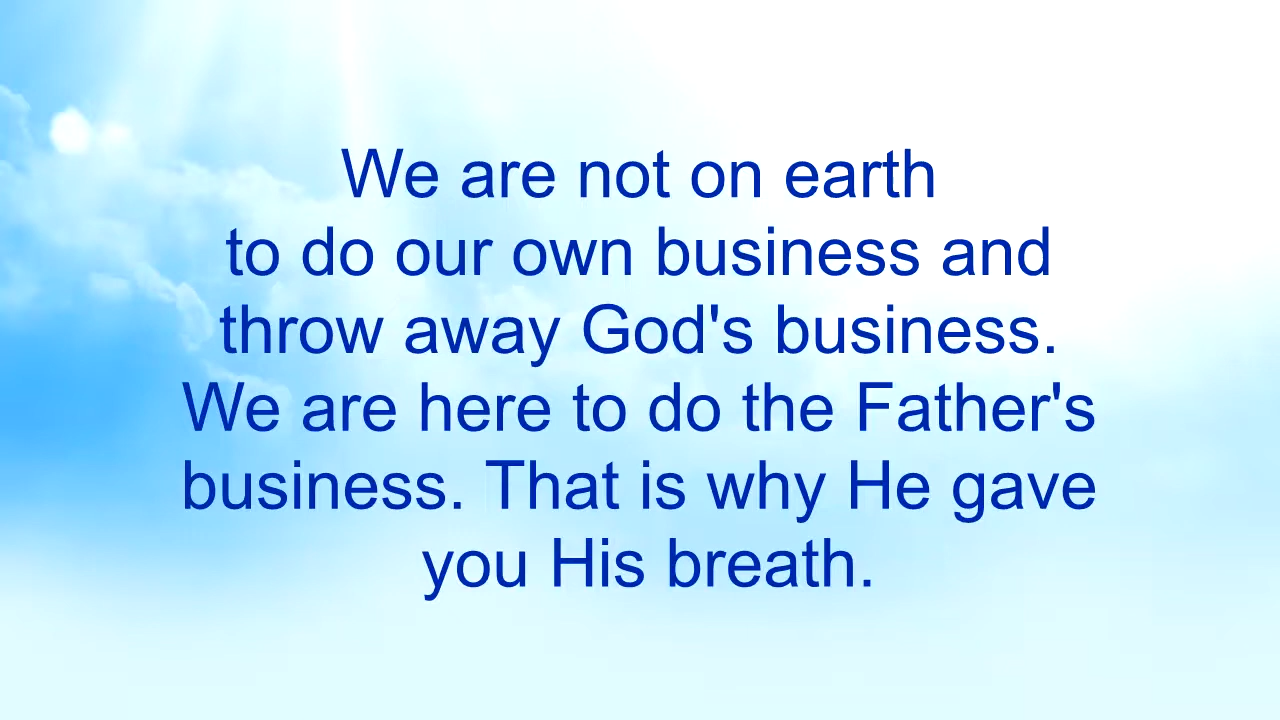 We are not on earth
to do our own business and
throw away God's business.
We are here to do the Father's
business. That is why He gave
you His breath.